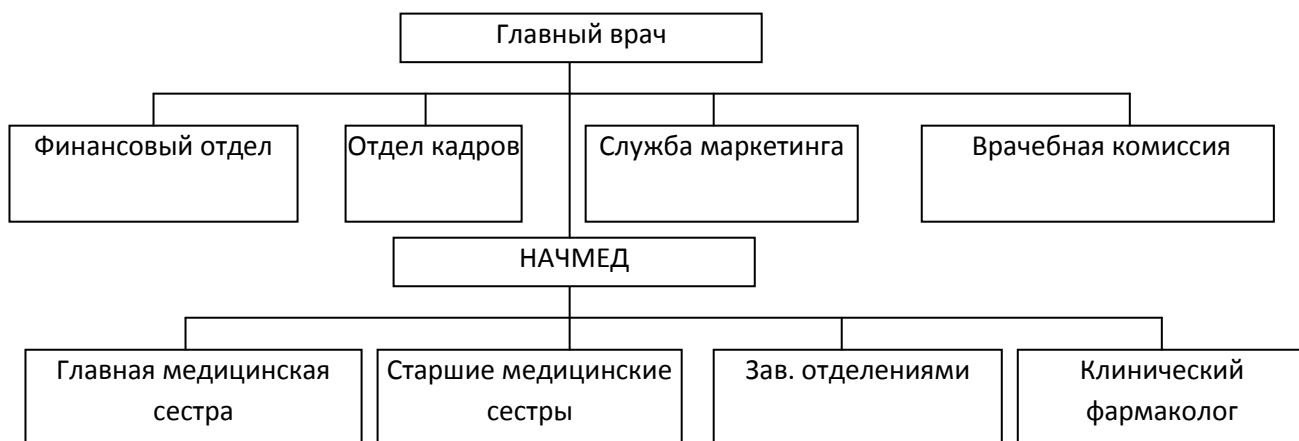 Главный врач
Финансовый отдел
Отдел кадров
Служба маркетинга
Врачебная комиссия
НАЧМЕД
Главная медицинская
сестра
Старшие медицинские
сестры
Зав. отделениями
Клинический
фармаколог